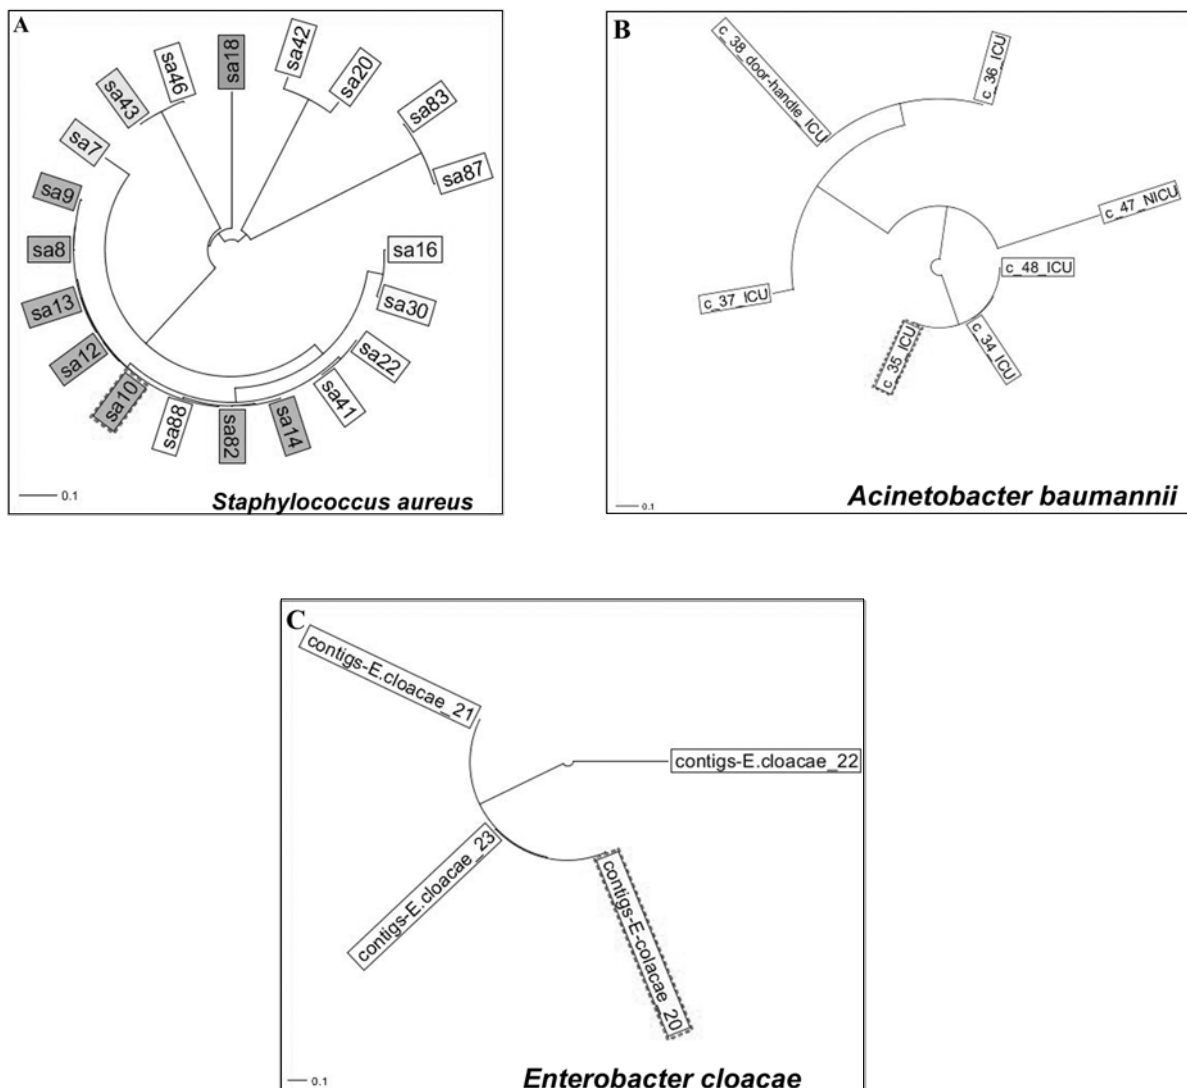 A
sa18
sa42
sa20
sa46
sa43
sa83
sa7
sa87
sa9
sa8
sa16
sa13
sa30
sa12
sa22
sa10
sa41
sa88
sa82
sa14
0.1
Staphylococcus aureus
B
c_38_door-handle_ICU
c_36_ICU
c_47_NICU
c_48_ICU
c_37_ICU
c_34_ICU
c_35_ICU
0.1
Acinetobacter baumannii
C
contigs-E.cloacae_21
contigs-E.cloacae_22
contigs-E.cloacae_23
contigs-E-colacae_20
0.1
Enterobacter cloacae